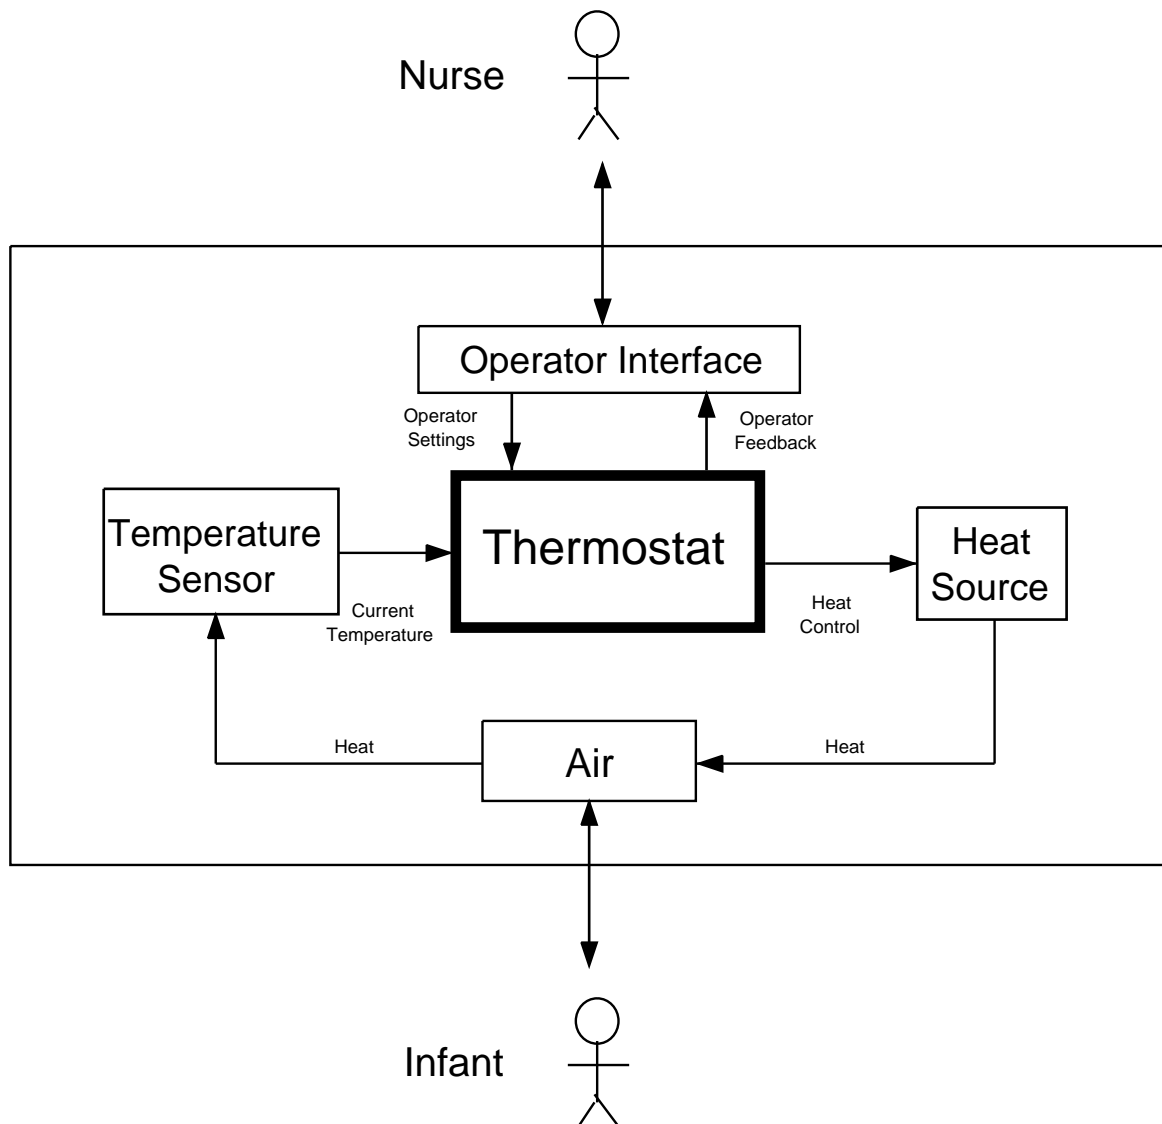 Nurse
Operator Interface
Operator
Settings
Operator
Feedback
Temperature
Sensor
Thermostat
Heat
Source
Current
Temperature
Heat
Control
Heat
Air
Heat
Infant